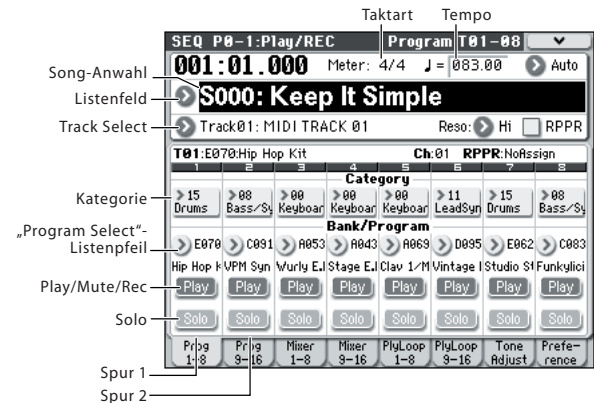 Taktart Tempo
SEQ P0-1:Play/REC Program T01-08
001:01.000 Meter: 4/4 ♩= 083.00 Auto
Song-Anwahl
Listenfeld S000: Keep It Simple
Track Select Track01: MIDI TRACK 01 Reso: Hi RPPR
T01:E070:Hip Hop Kit Ch:01 RPPR:NoAssign
1 2 3 4 5 6 7 8
Category
Kategorie 15 08 00 00 00 11 15 08
Drums Bass/Sy Keyboar Keyboar Keyboar LeadSyn Drums Bass/Sy
Bank/Program
„Program Select“-
Listenpfeil E070 C091 A053 A043 A069 D095 E062 C083
Hip Hop K VPM Syn Wurly E.I Stage E.I Clav 1/M Vintage I Studio St Funkylici
Play/Mute/Rec Play Play Play Play Play Play Play Play
Solo Solo Solo Solo Solo Solo Solo Solo Solo
Prog Prog Mixer Mixer PlyLoop PlyLoop Tone Prefe-
1-8 9-16 1-8 9-16 1-8 9-16 Adjust rence
Spur 1
Spur 2